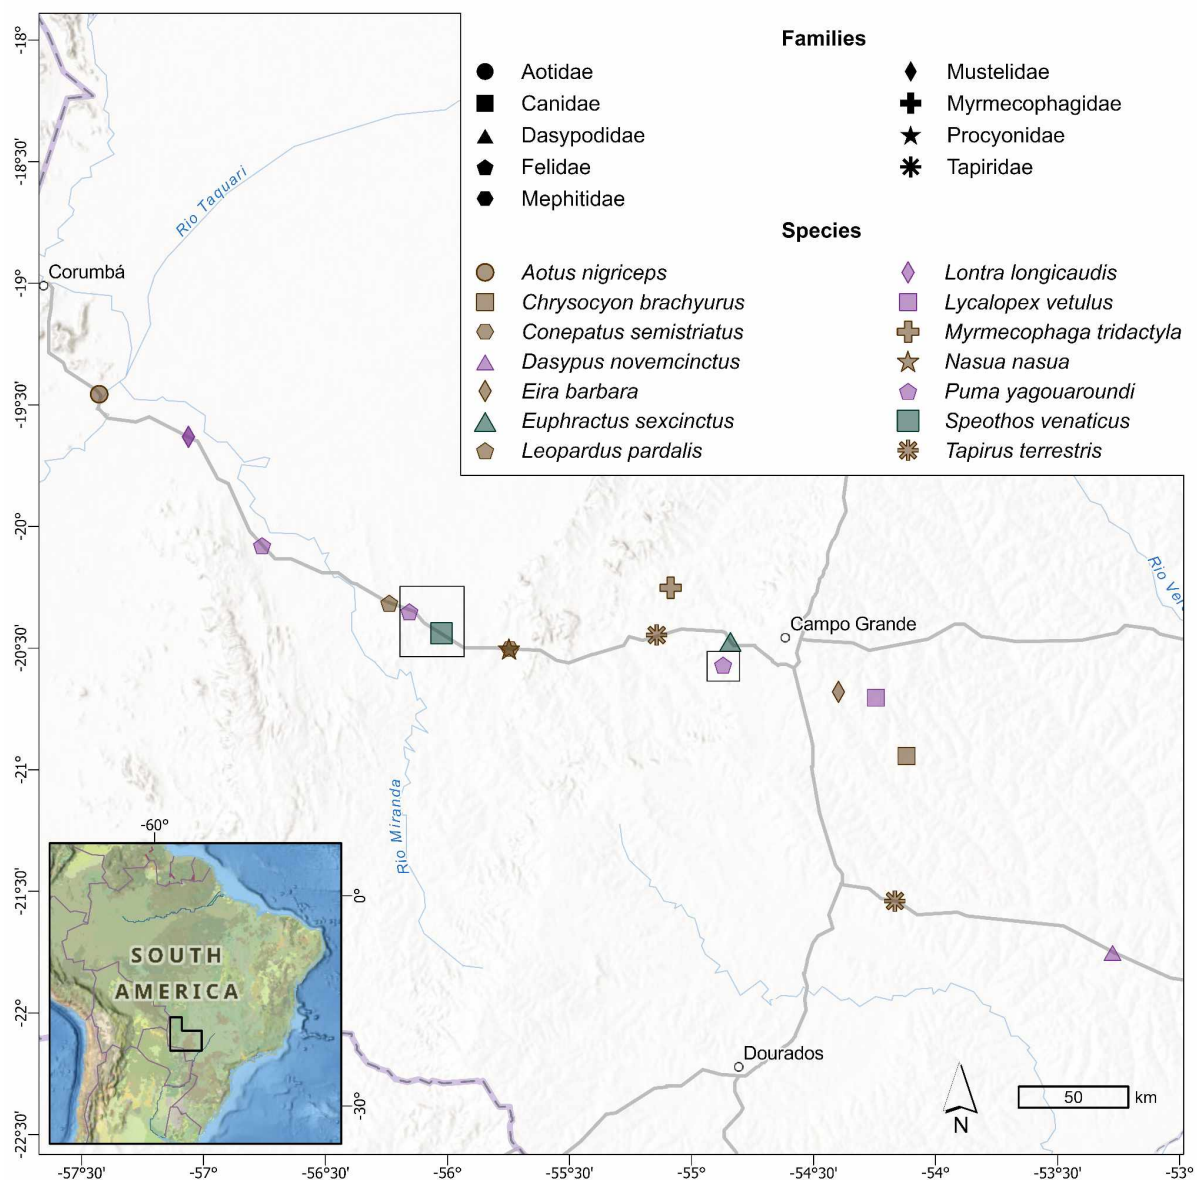 Families
Aotidae
Canidae
Dasypodidae
Felidae
Mephitidae
Mustelidae
Myrmecophagidae
Procyonidae
Tapiridae
Species
Aotus nigriceps
Chrysocyon brachyurus
Conepatus semistriatus
Dasypus novemcinctus
Eira barbara
Euphractus sexcinctus
Leopardus pardalis
Lontra longicaudis
Lycalopex vetulus
Myrmecophaga tridactyla
Nasua nasua
Puma yagouaroundi
Speothos venaticus
Tapirus terrestris
-18°
-18°30'
-19°
-19°30'
-20°
-20°30'
-21°
-21°30'
-22°
-22°30'
Rio Taquari
Corumbá
Rio Ver
Campo Grande
Rio Miranda
Dourados
-60°
0°
-30°
SOUTH
AMERICA
N
50 km
-57°30'
-57°
-56°30'
-56°
-55°30'
-55°
-54°30'
-54°
-53°30'
-53°